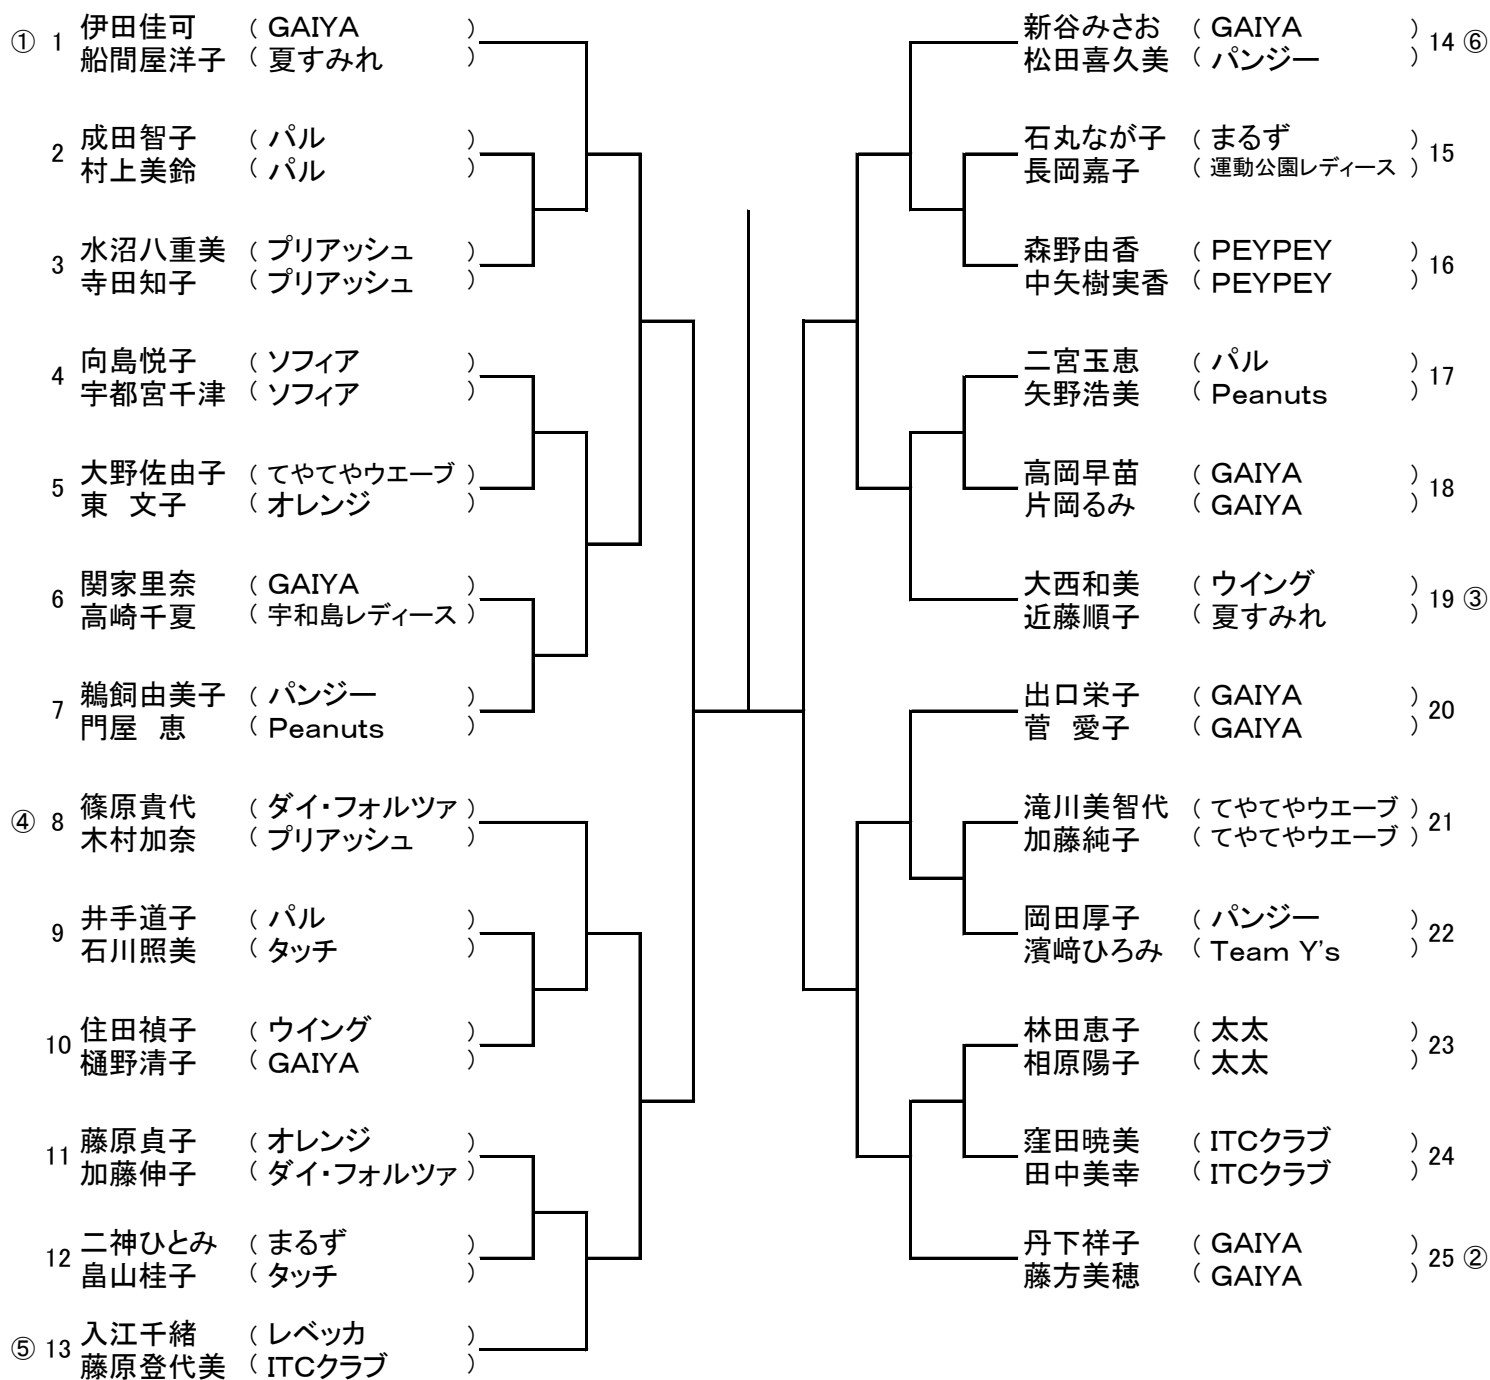 ① 1 伊田佳可 ( GAIYA )
船間屋洋子 ( 夏すみれ )
2 成田智子 ( パル )
村上美鈴 ( パル )
3 水沼八重美 ( プリアッシュ )
寺田知子 ( プリアッシュ )
4 向島悦子 ( ソフィア )
宇都宮千津 ( ソフィア )
5 大野佐由子 ( てやてやウエーブ )
東　文子 ( オレンジ )
6 関家里奈 ( GAIYA )
高崎千夏 ( 宇和島レディース )
7 鵜飼由美子 ( パンジー )
門屋　恵 ( Peanuts )
④ 8 篠原貴代 ( ダイ・フォルツァ )
木村加奈 ( プリアッシュ )
9 井手道子 ( パル )
石川照美 ( タッチ )
10 住田禎子 ( ウイング )
樋野清子 ( GAIYA )
11 藤原貞子 ( オレンジ )
加藤伸子 ( ダイ・フォルツァ )
12 二神ひとみ ( まるず )
畠山桂子 ( タッチ )
⑤ 13 入江千緒 ( レベッカ )
藤原登代美 ( ITCクラブ )
新谷みさお ( GAIYA ) 14 ⑥
松田喜久美 ( パンジー )
石丸なが子 ( まるず ) 15
長岡嘉子 ( 運動公園レディース )
森野由香 ( PEYPEY ) 16
中矢樹実香 ( PEYPEY )
二宮玉恵 ( パル ) 17
矢野浩美 ( Peanuts )
高岡早苗 ( GAIYA ) 18
片岡るみ ( GAIYA )
大西和美 ( ウイング ) 19 ③
近藤順子 ( 夏すみれ )
出口栄子 ( GAIYA ) 20
菅　愛子 ( GAIYA )
滝川美智代 ( てやてやウエーブ ) 21
加藤純子 ( てやてやウエーブ )
岡田厚子 ( パンジー ) 22
濱﨑ひろみ ( Team Y's )
林田恵子 ( 太太 ) 23
相原陽子 ( 太太 )
窪田暁美 ( ITCクラブ ) 24
田中美幸 ( ITCクラブ )
丹下祥子 ( GAIYA ) 25 ②
藤方美穂 ( GAIYA )